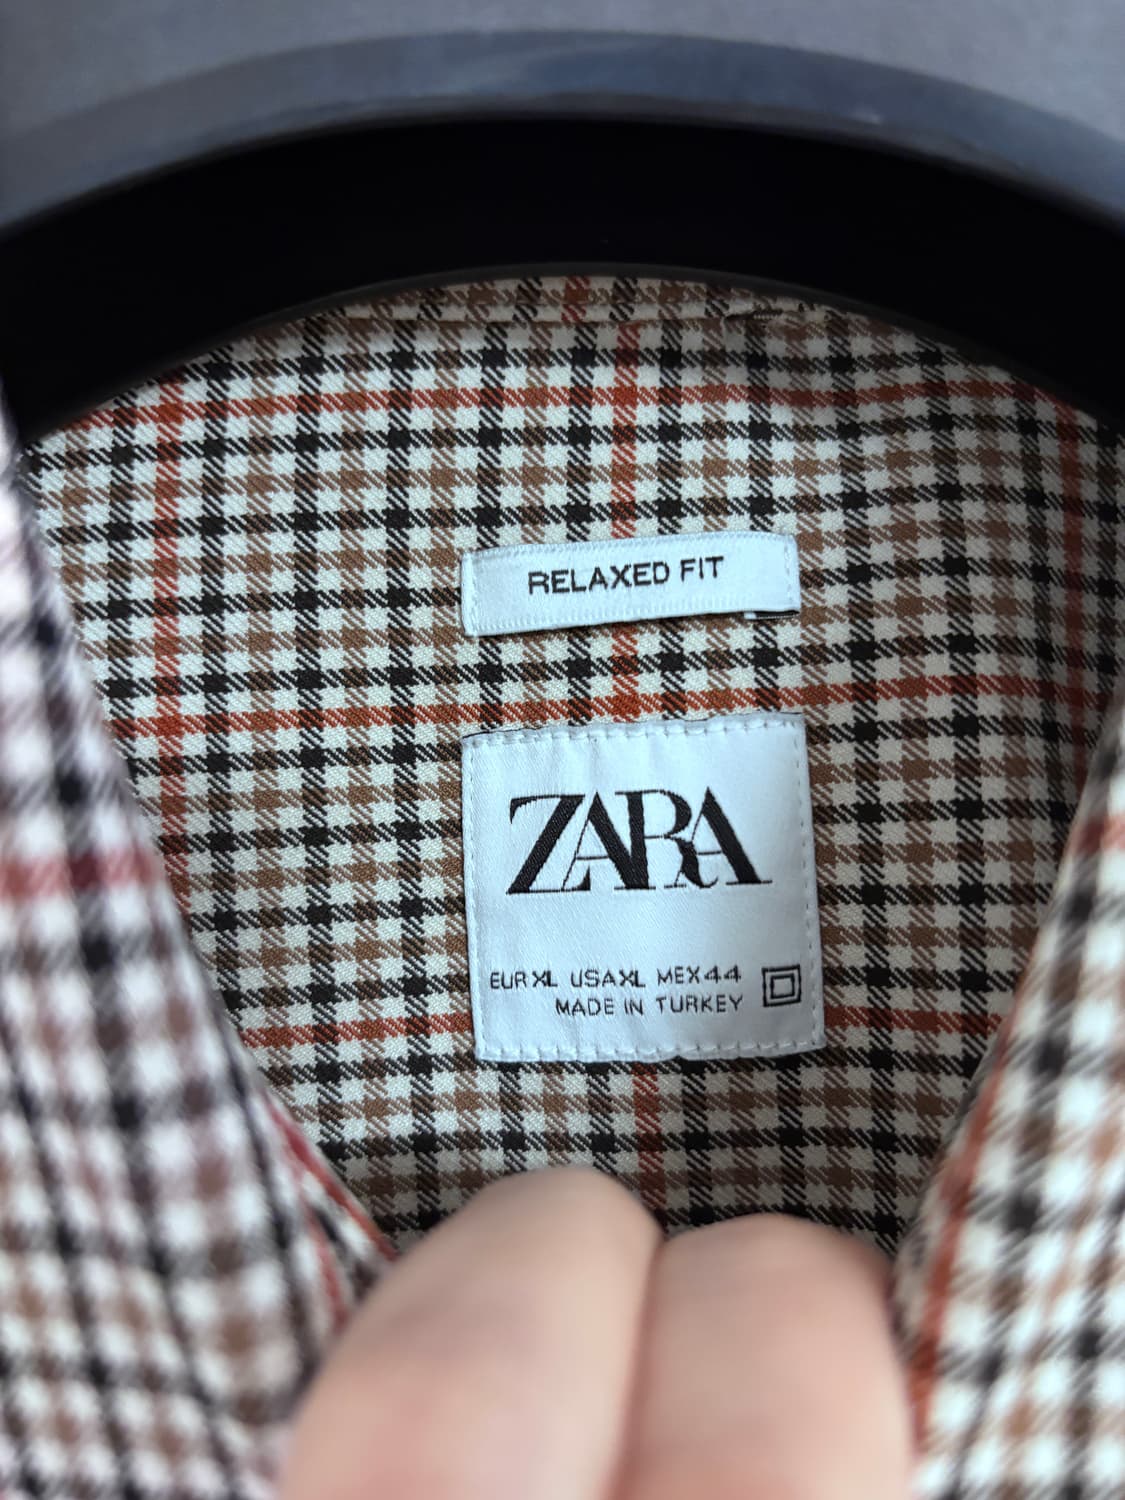 RELAXED FIT
ZARA
EUR XL USA XL MEX 44
MADE IN TURKEY